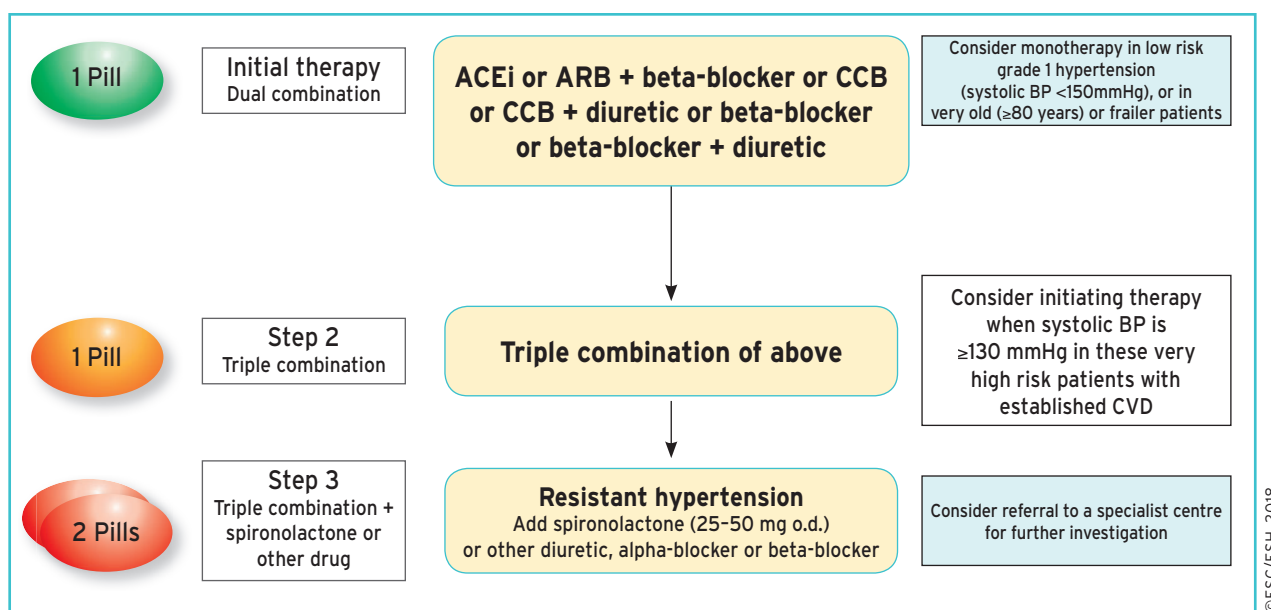 1 Pill
Initial therapy
Dual combination
ACEi or ARB + beta-blocker or CCB
or CCB + diuretic or beta-blocker
or beta-blocker + diuretic
Consider monotherapy in low risk
grade 1 hypertension
(systolic BP <150mmHg), or in
very old (≥80 years) or frailer patients
1 Pill
Step 2
Triple combination
Triple combination of above
Consider initiating therapy
when systolic BP is
≥130 mmHg in these very
high risk patients with
established CVD
2 Pills
Step 3
Triple combination +
spironolactone or
other drug
Resistant hypertension
Add spironolactone (25–50 mg o.d.)
or other diuretic, alpha-blocker or beta-blocker
Consider referral to a specialist centre
for further investigation
©ESC/ESH 2018